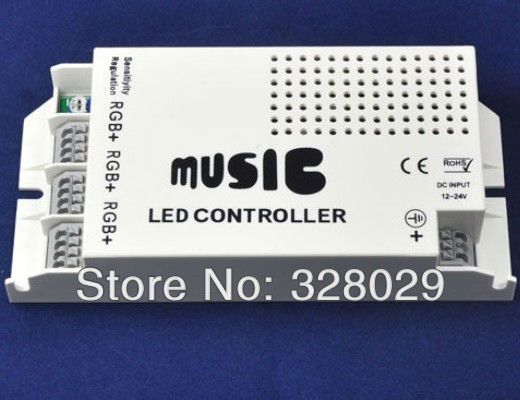 Sensitivity
Regulation
RGB+ RGB+ RGB+
MUSIC
LED CONTROLLER
CE
RoHS
DC INPUT
12~24V
+
Store No: 328029